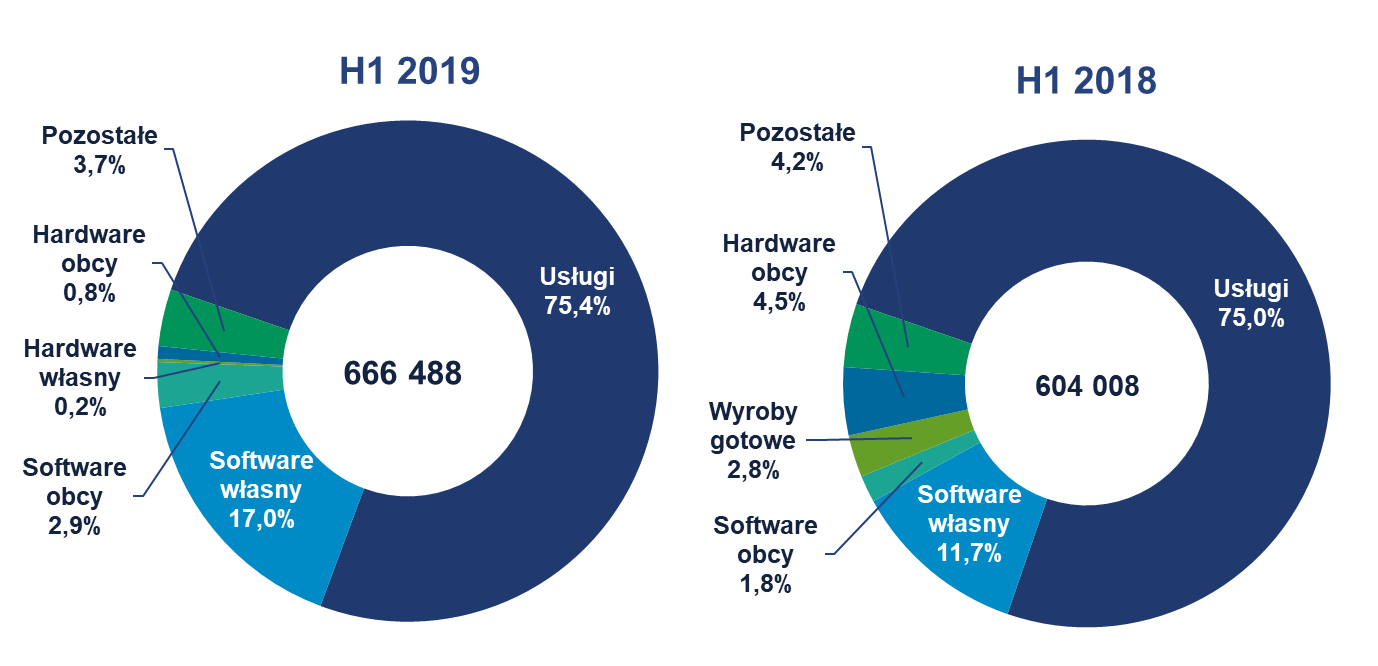 H1 2019
Pozostałe
3,7%
Hardware
obcy
0,8%
Hardware
własny
0,2%
Software
obcy
2,9%
Software
własny
17,0%
Usługi
75,4%
666 488
H1 2018
Pozostałe
4,2%
Hardware
obcy
4,5%
Wyroby
gotowe
2,8%
Software
obcy
1,8%
Software
własny
11,7%
Usługi
75,0%
604 008